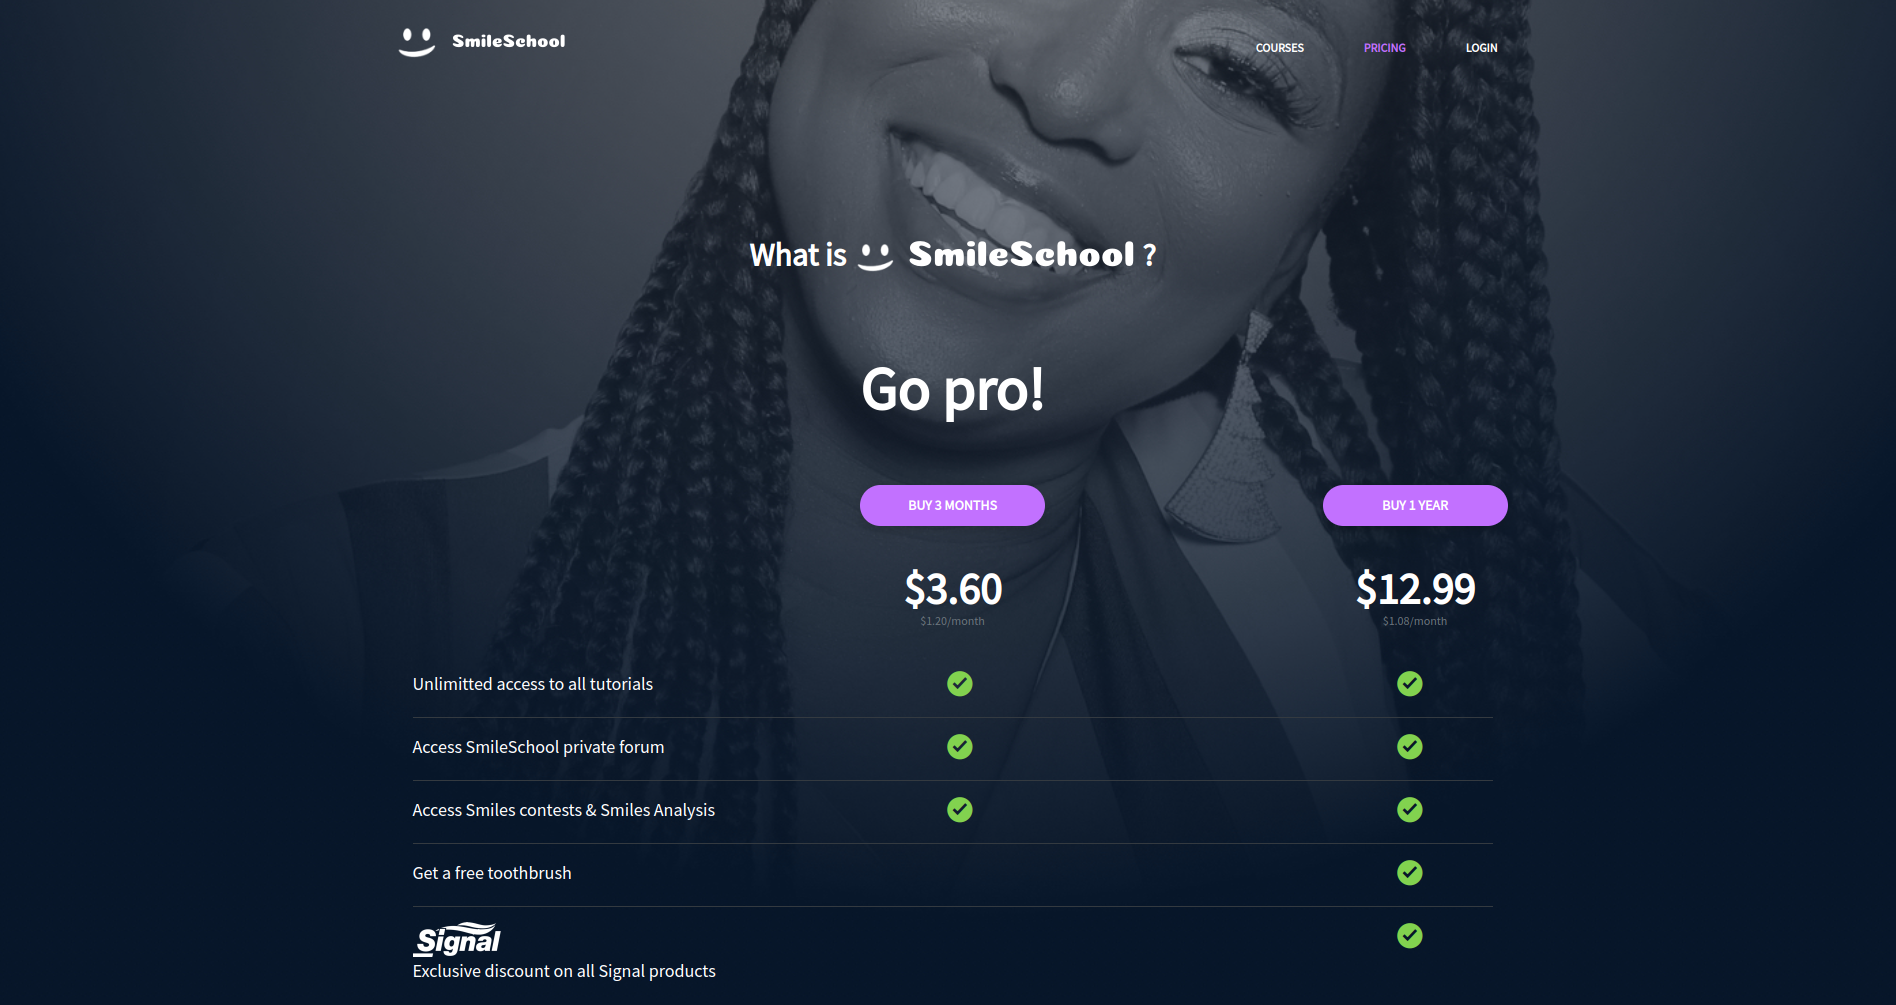 SmileSchool
COURSES PRICING LOGIN
What is SmileSchool ?
Go pro!
BUY 3 MONTHS BUY 1 YEAR
$3.60 $12.99
$1.20/month $1.08/month
Unlimitted access to all tutorials
Access SmileSchool private forum
Access Smiles contests & Smiles Analysis
Get a free toothbrush
Signal
Exclusive discount on all Signal products